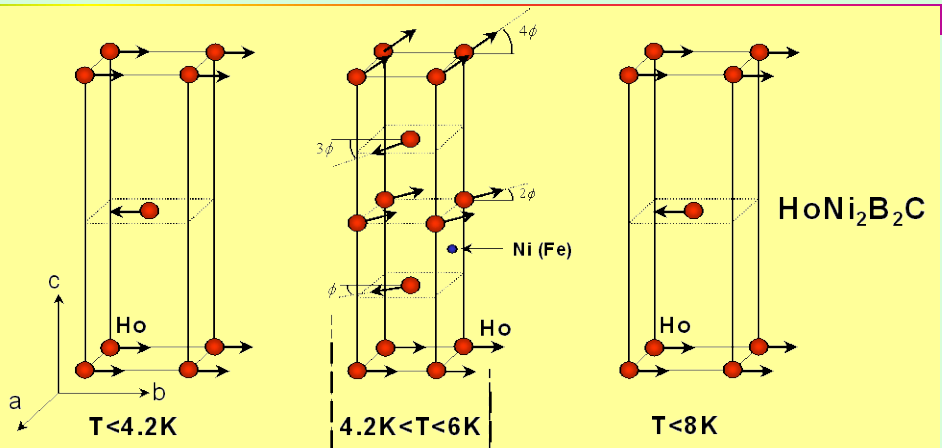 4ϕ
3ϕ
2ϕ
HoNi₂B₂C
Ni (Fe)
ϕ
c
Ho
Ho
Ho
a
b
T<4.2K
4.2K<T<6K
T<8K